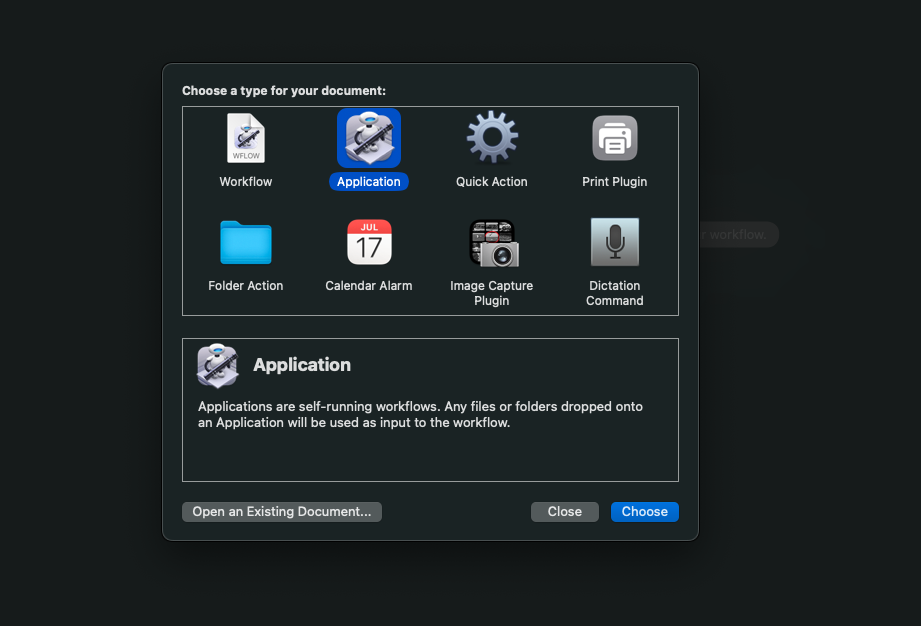 Choose a type for your document:
WFLOW
Workflow
Application
Quick Action
Print Plugin
JUL
17
Folder Action
Calendar Alarm
Image Capture
Plugin
Dictation
Command
r workflow.
Application
Applications are self-running workflows. Any files or folders dropped onto
an Application will be used as input to the workflow.
Open an Existing Document...
Close
Choose